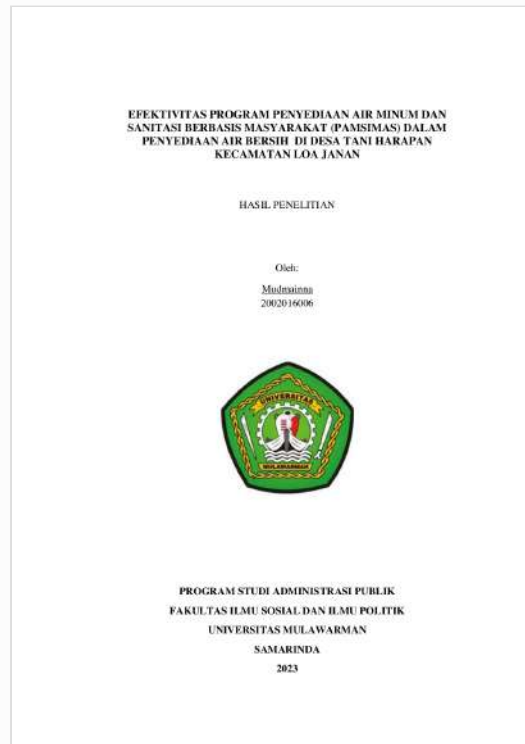 EFEKTIVITAS PROGRAM PENYEDIAAN AIR MINUM DAN
SANITASI BERBASIS MASYARAKAT (PAMSIMAS) DALAM
PENYEDIAAN AIR BERSIH DI DESA TANI HARAPAN
KECAMATAN LOA JANAN
HASIL PENELITIAN
Oleh:
Mudmainna
2002016006
UNIVERSITAS
MULAWARMAN
PROGRAM STUDI ADMINISTRASI PUBLIK
FAKULTAS ILMU SOSIAL DAN ILMU POLITIK
UNIVERSITAS MULAWARMAN
SAMARINDA
2023